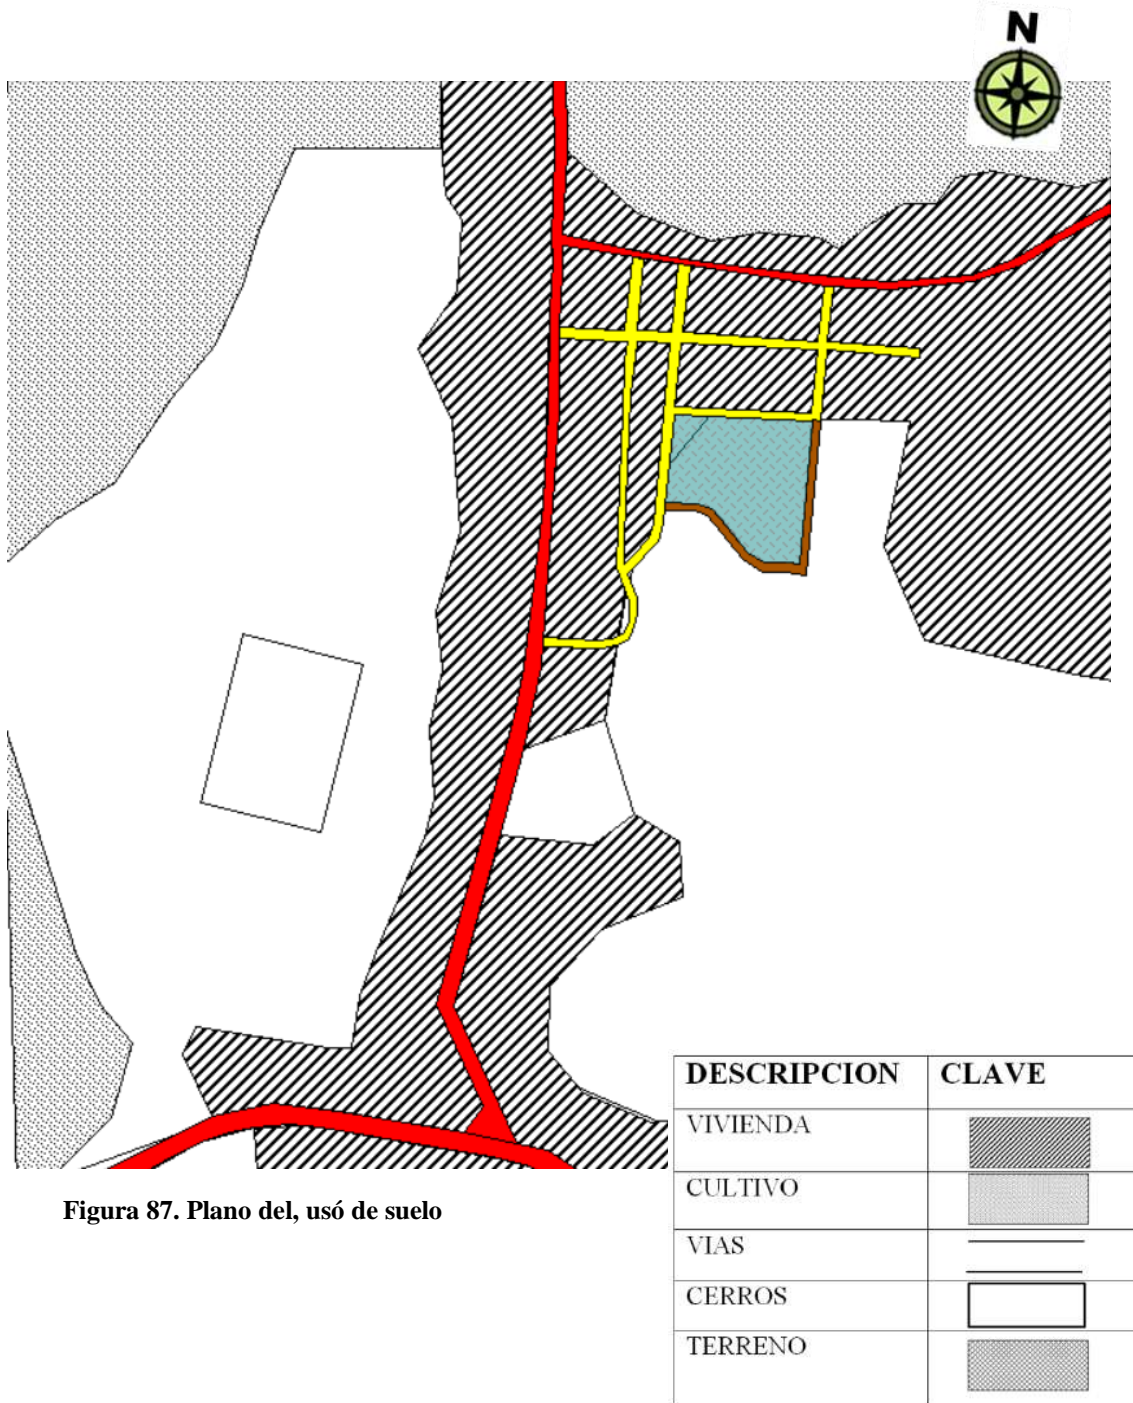 N
DESCRIPCION CLAVE
VIVIENDA
CULTIVO
VIAS
CERROS
TERRENO
Figura 87. Plano del, usó de suelo